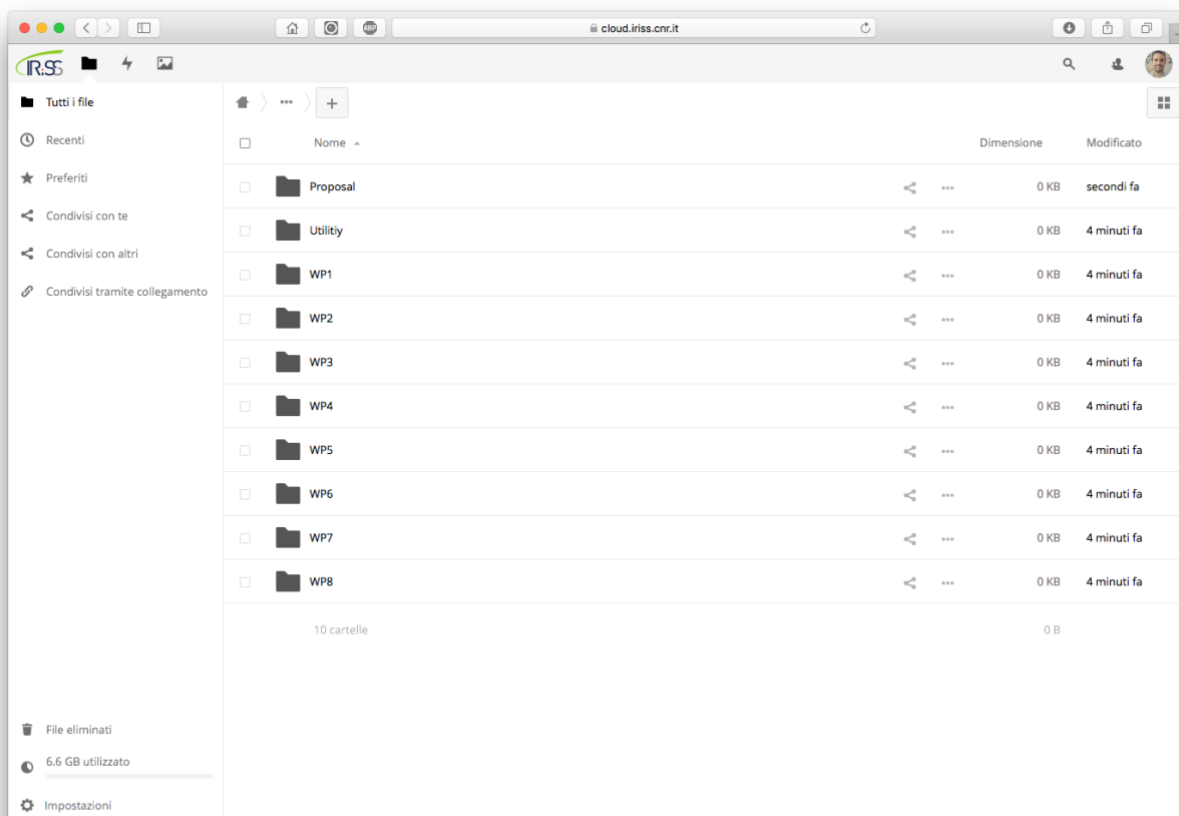 ABP
cloud.iriss.cnr.it
IRiSS
Tutti i file
Recenti
Preferiti
Condivisi con te
Condivisi con altri
Condivisi tramite collegamento
Nome Dimensione Modificato
Proposal 0 KB secondi fa
Utilitiy 0 KB 4 minuti fa
WP1 0 KB 4 minuti fa
WP2 0 KB 4 minuti fa
WP3 0 KB 4 minuti fa
WP4 0 KB 4 minuti fa
WP5 0 KB 4 minuti fa
WP6 0 KB 4 minuti fa
WP7 0 KB 4 minuti fa
WP8 0 KB 4 minuti fa
10 cartelle 0 B
File eliminati
6.6 GB utilizzato
Impostazioni